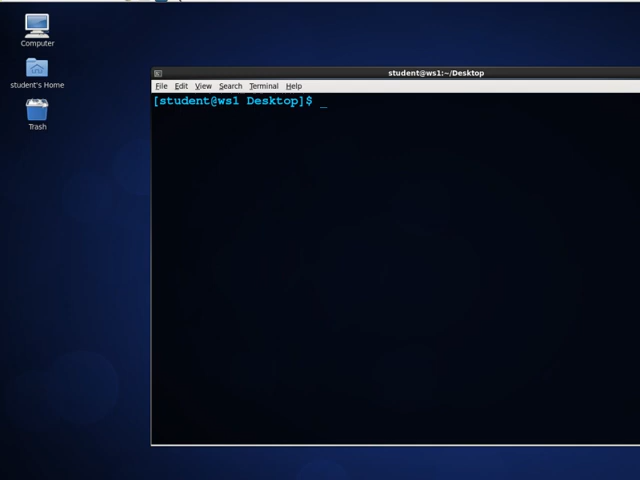 Computer
student's Home
Trash
student@ws1:~/Desktop
File Edit View Search Terminal Help
[student@ws1 Desktop]$ _